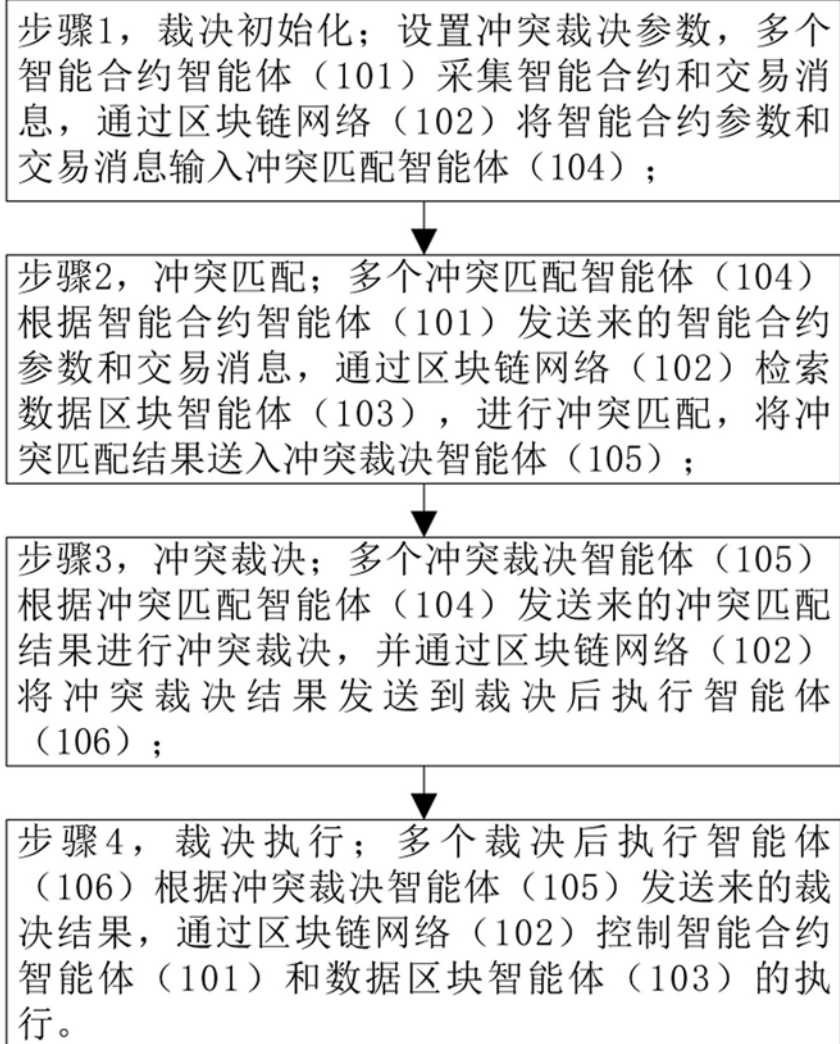 步骤1，裁决初始化；设置冲突裁决参数，多个
智能合约智能体（101）采集智能合约和交易消
息，通过区块链网络（102）将智能合约参数和
交易消息输入冲突匹配智能体（104）；
步骤2，冲突匹配；多个冲突匹配智能体（104）
根据智能合约智能体（101）发送来的智能合约
参数和交易消息，通过区块链网络（102）检索
数据区块智能体（103），进行冲突匹配，将冲
突匹配结果送入冲突裁决智能体（105）；
步骤3，冲突裁决；多个冲突裁决智能体（105）
根据冲突匹配智能体（104）发送来的冲突匹配
结果进行冲突裁决，并通过区块链网络（102）
将冲突裁决结果发送到裁决后执行智能体
（106）；
步骤4，裁决执行；多个裁决后执行智能体
（106）根据冲突裁决智能体（105）发送来的裁
决结果，通过区块链网络（102）控制智能合约
智能体（101）和数据区块智能体（103）的执
行。